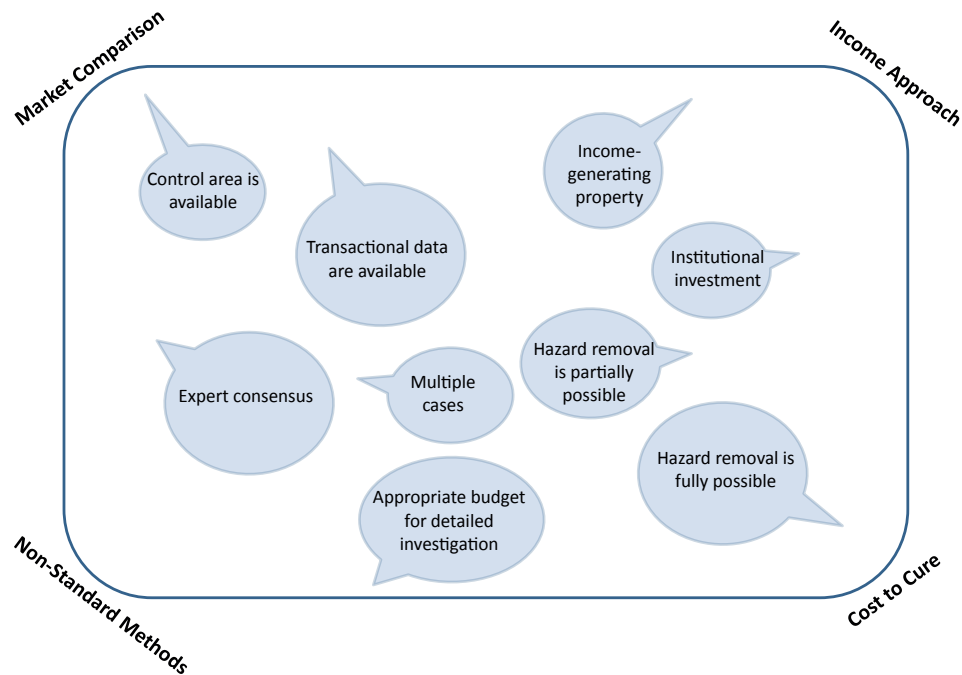 Market Comparison
Income Approach
Control area is
available
Transactional data
are available
Income-
generating
property
Institutional
investment
Expert consensus
Multiple
cases
Hazard removal
is partially
possible
Hazard removal is
fully possible
Appropriate budget
for detailed
investigation
Non-Standard Methods
Cost to Cure